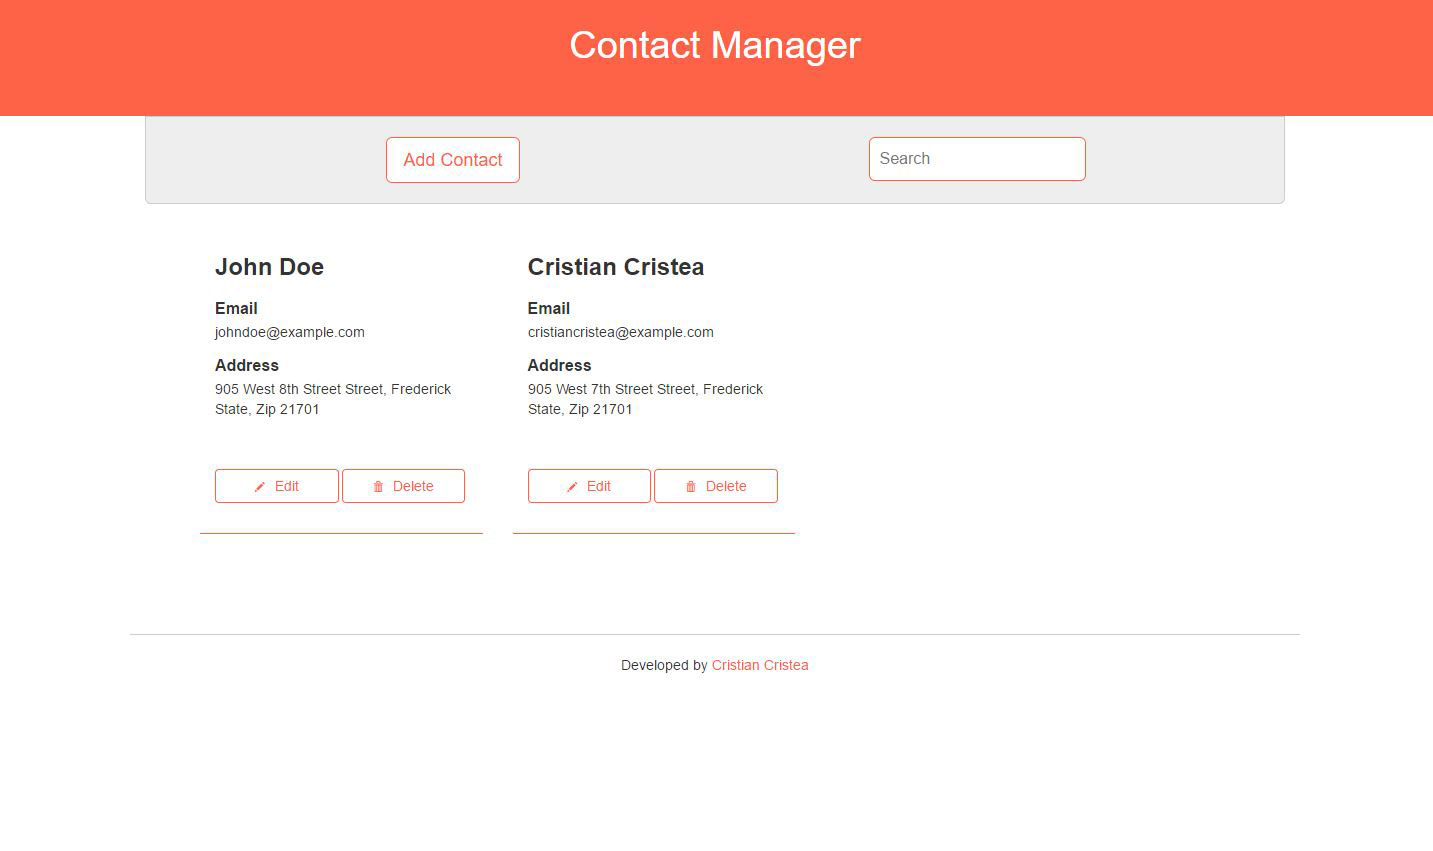 Contact Manager
Add Contact
Search
John Doe
Email
johndoe@example.com
Address
905 West 8th Street Street, Frederick
State, Zip 21701
Edit
Delete
Cristian Cristea
Email
cristiancristea@example.com
Address
905 West 7th Street Street, Frederick
State, Zip 21701
Edit
Delete
Developed by Cristian Cristea